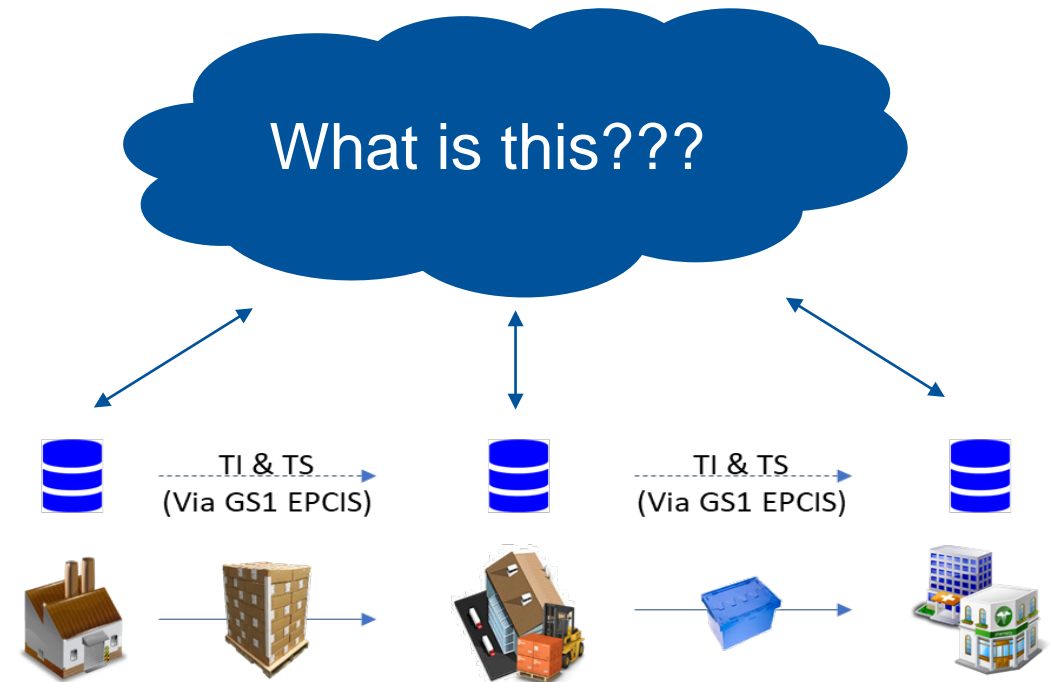 What is this???
TI & TS
(Via GS1 EPCIS)
TI & TS
(Via GS1 EPCIS)